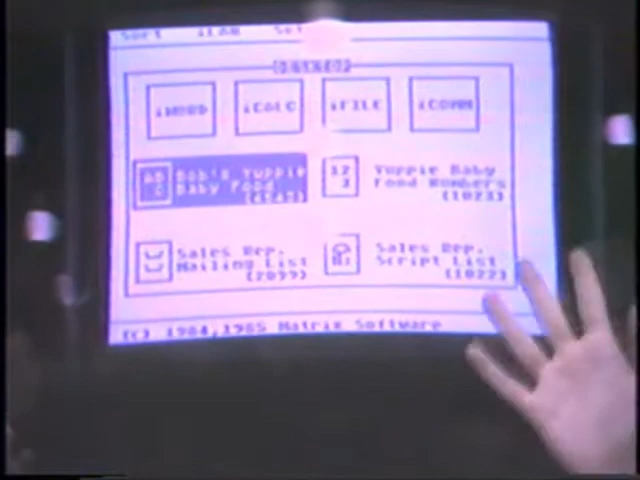 Sort
iWORD iCALC iFILE iCOMM
AB C Bob's Yuppie
Baby Food
12 3 Yuppie Baby
Food Numbers
(1023)
Sales Rep.
Mailing List
(2099)
Sales Rep.
Script List
(1022)
(c) 1984,1985 Matrix Software